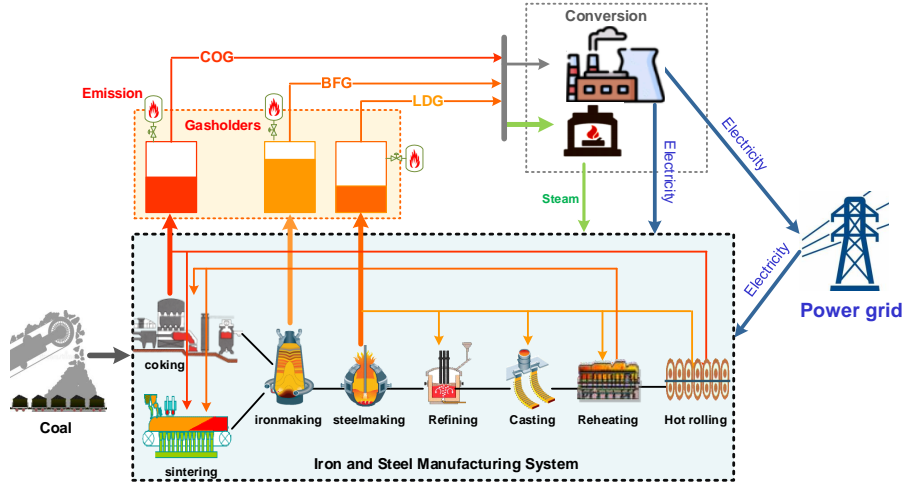 Conversion
COG
BFG
LDG
Emission
Gasholders
Electricity
Electricity
Steam
Electricity
Power grid
coking
Coal
ironmaking
steelmaking
Refining
Casting
Reheating
Hot rolling
sintering
Iron and Steel Manufacturing System